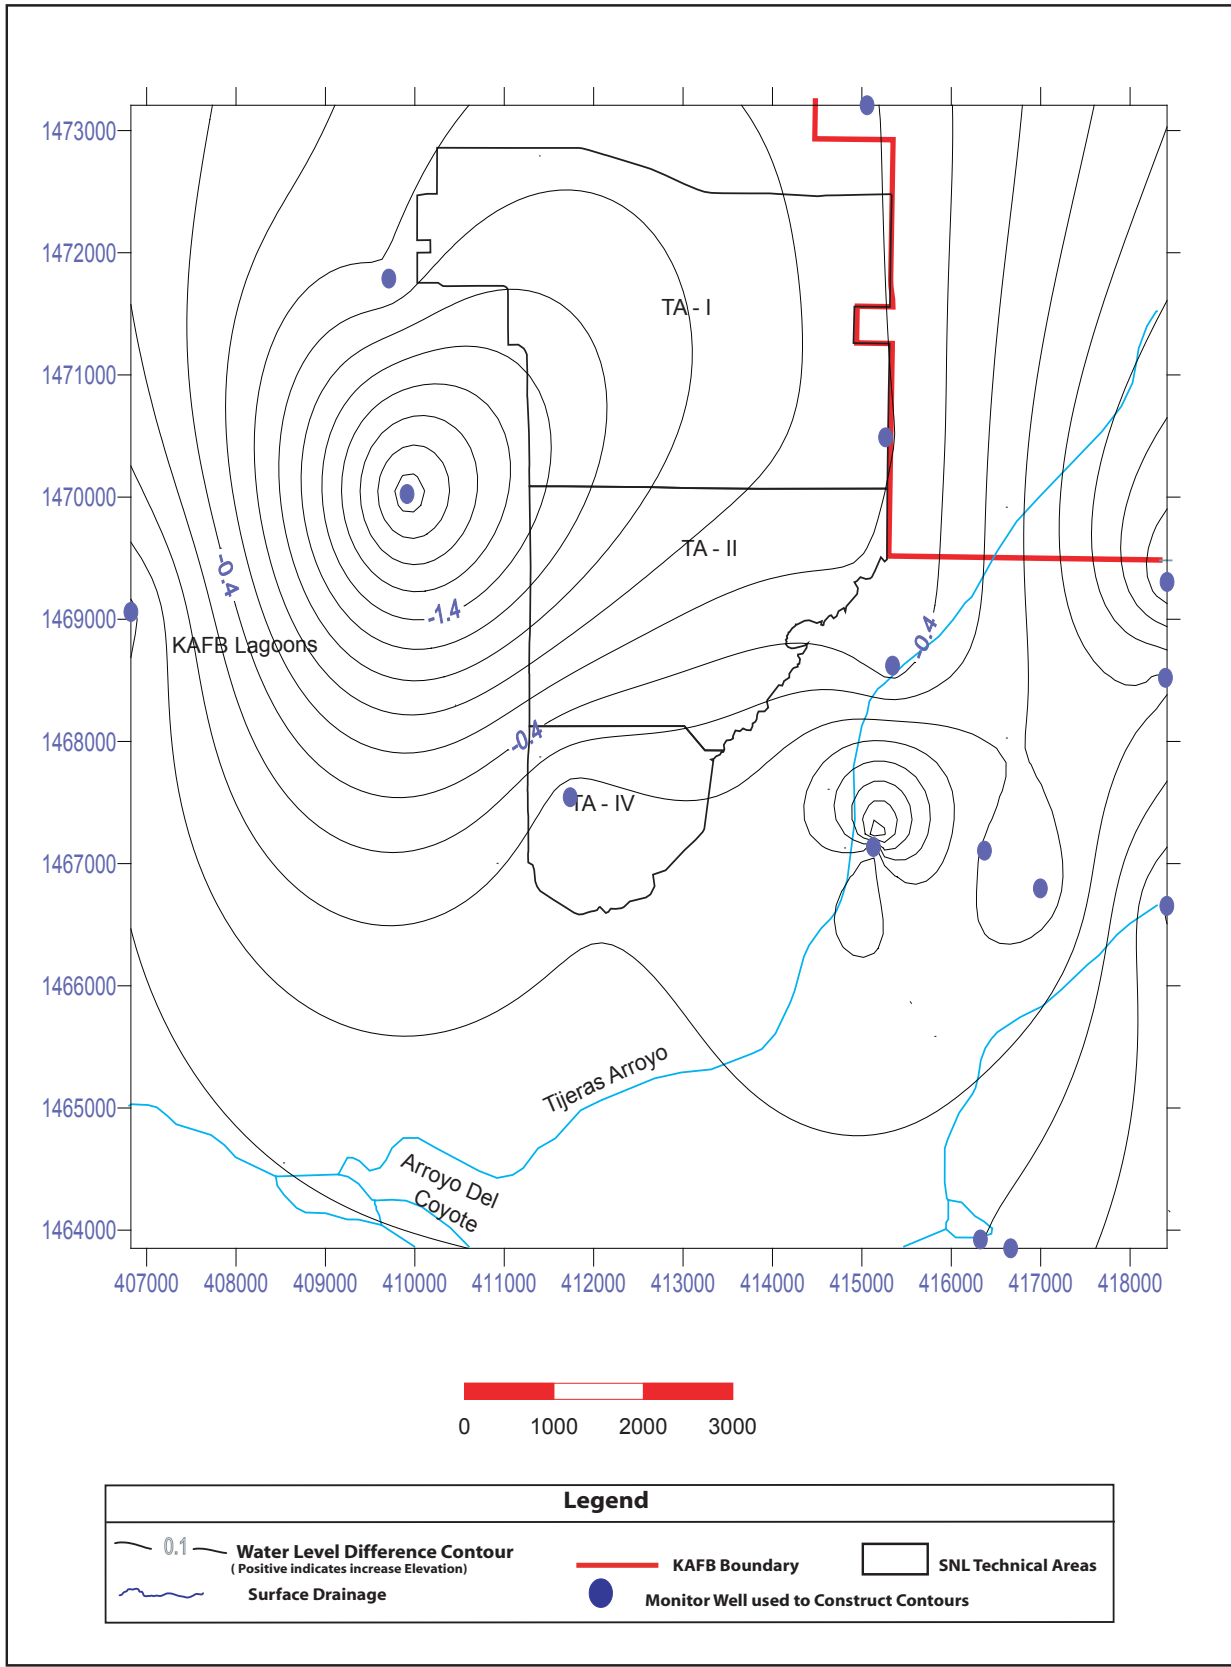 1473000
1472000
1471000
1470000
1469000
1468000
1467000
1466000
1465000
1464000
TA - I
TA - II
-0.4
-1.4
KAFB Lagoons
-0.4
-0.4
TA - IV
Tijeras Arroyo
Arroyo Del
Coyote
407000 408000 409000 410000 411000 412000 413000 414000 415000 416000 417000 418000
0 1000 2000 3000
Legend
0.1 Water Level Difference Contour
( Positive indicates increase Elevation)
Surface Drainage
KAFB Boundary
SNL Technical Areas
Monitor Well used to Construct Contours